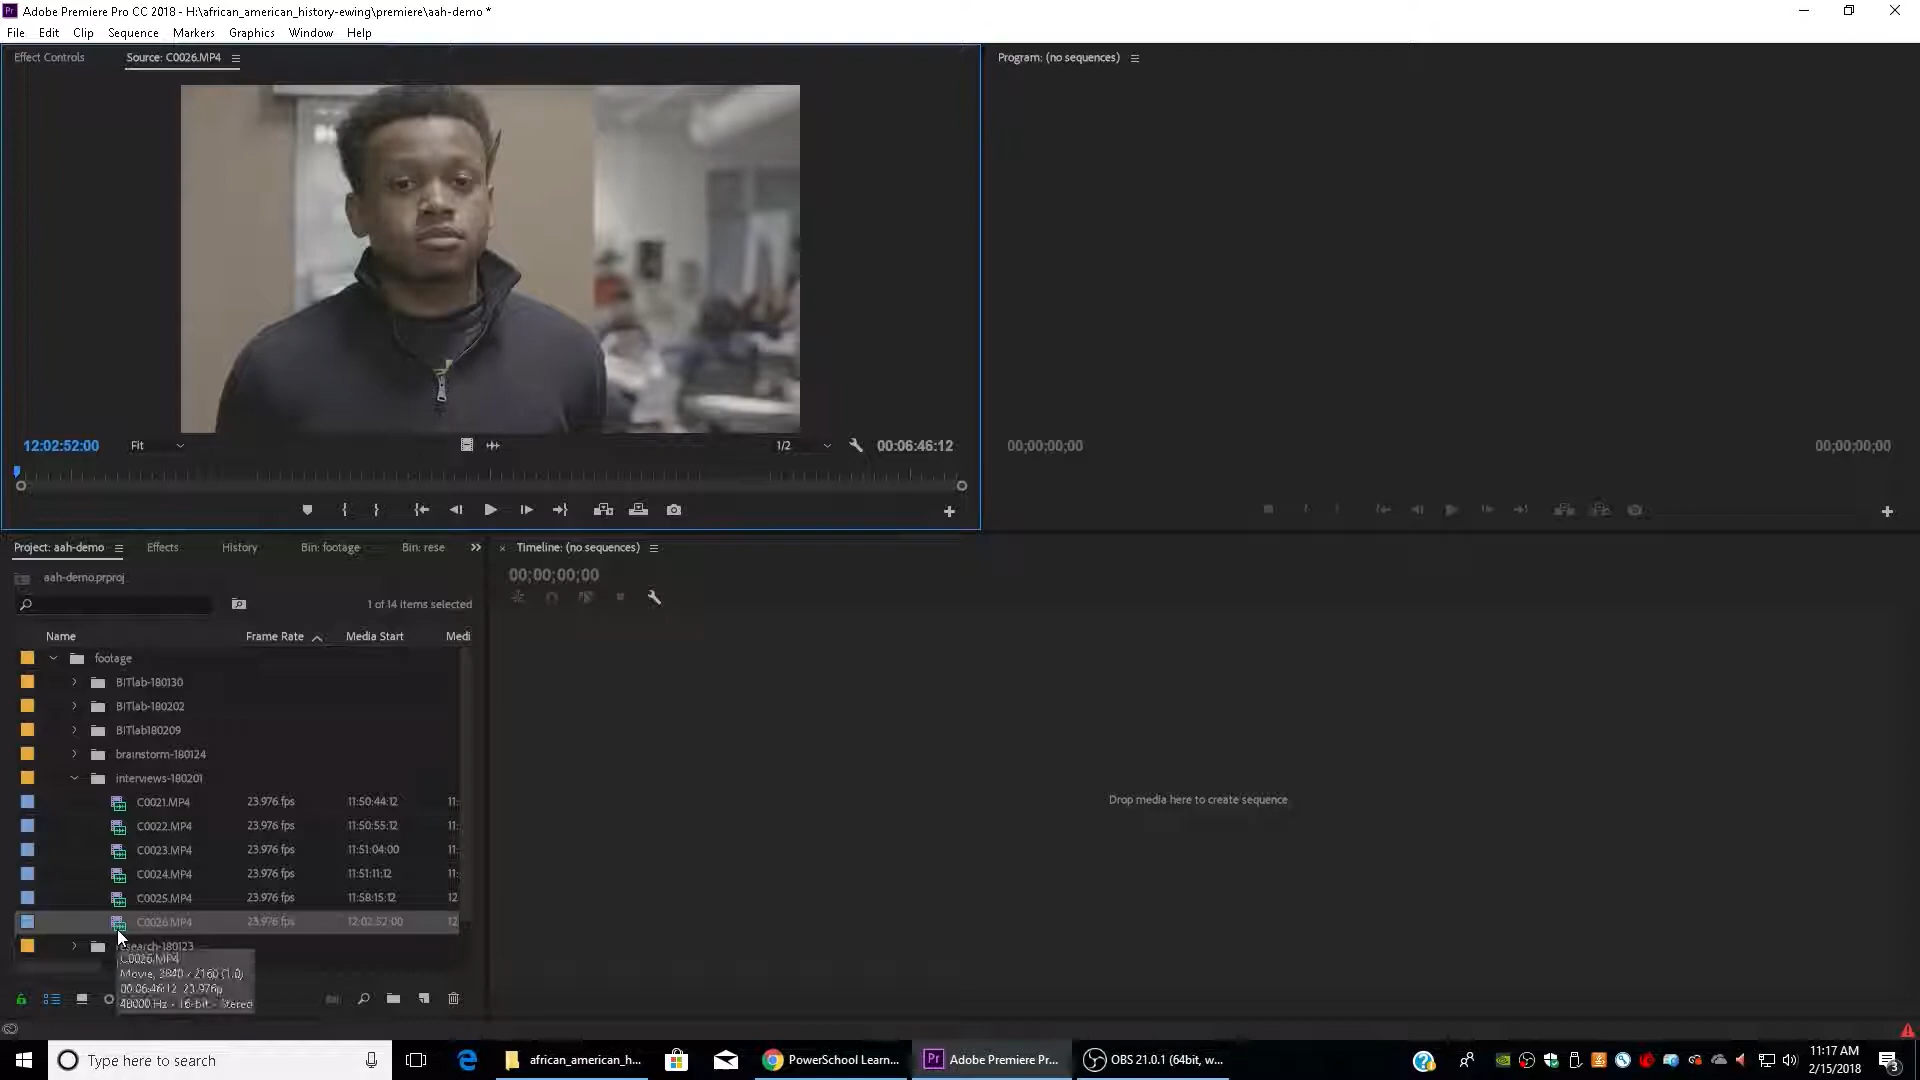 Adobe Premiere Pro CC 2018 - H:\african_american_history-ewing\premiere\aah-demo *
File Edit Clip Sequence Markers Graphics Window Help
Effect Controls Source: C0026.MP4
Program: (no sequences)
12:02:52:00 Fit 1/2 00:06:46:12
00;00;00;00 00;00;00;00
Project: aah-demo Effects History Bin: footage Bin: rese
Timeline: (no sequences)
aah-demo.prproj
00;00;00;00
1 of 14 items selected
Name Frame Rate Media Start Medi
footage
BITlab-180130
BITlab-180202
BITlab180209
brainstorm-180124
interviews-180201
C0021.MP4 23.976 fps 11:50:44:12 11:
C0022.MP4 23.976 fps 11:50:55:12 11:
C0023.MP4 23.976 fps 11:51:04:00 11:
C0024.MP4 23.976 fps 11:51:11:12 11:
C0025.MP4 23.976 fps 11:58:15:12 12
C0026.MP4 23.976 fps 12:02:52:00 12
research-180123
C0026.MP4
Movie, 3840 x 2160 (1.0)
00:06:46:12 23.976p
48000 Hz - 16-bit - Stereo
Drop media here to create sequence
Type here to search
african_american_h...
PowerSchool Learn...
Adobe Premiere Pr...
OBS 21.0.1 (64bit, w...
11:17 AM
2/15/2018
3